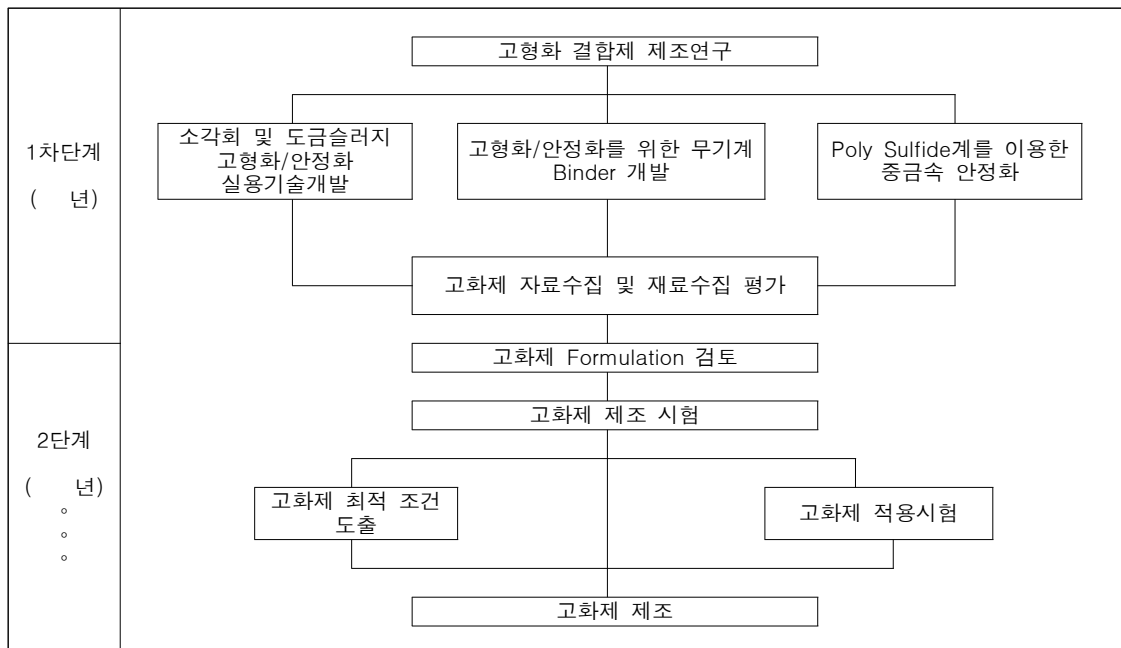 고형화 결합제 제조연구
1차단계
(    년)
소각회 및 도금슬러지
고형화/안정화
실용기술개발
고형화/안정화를 위한 무기계
Binder 개발
Poly Sulfide계를 이용한
중금속 안정화
고화제 자료수집 및 재료수집 평가
고화제 Formulation 검토
고화제 제조 시험
2단계
(    년)
。
。
。
고화제 최적 조건
도출
고화제 적용시험
고화제 제조